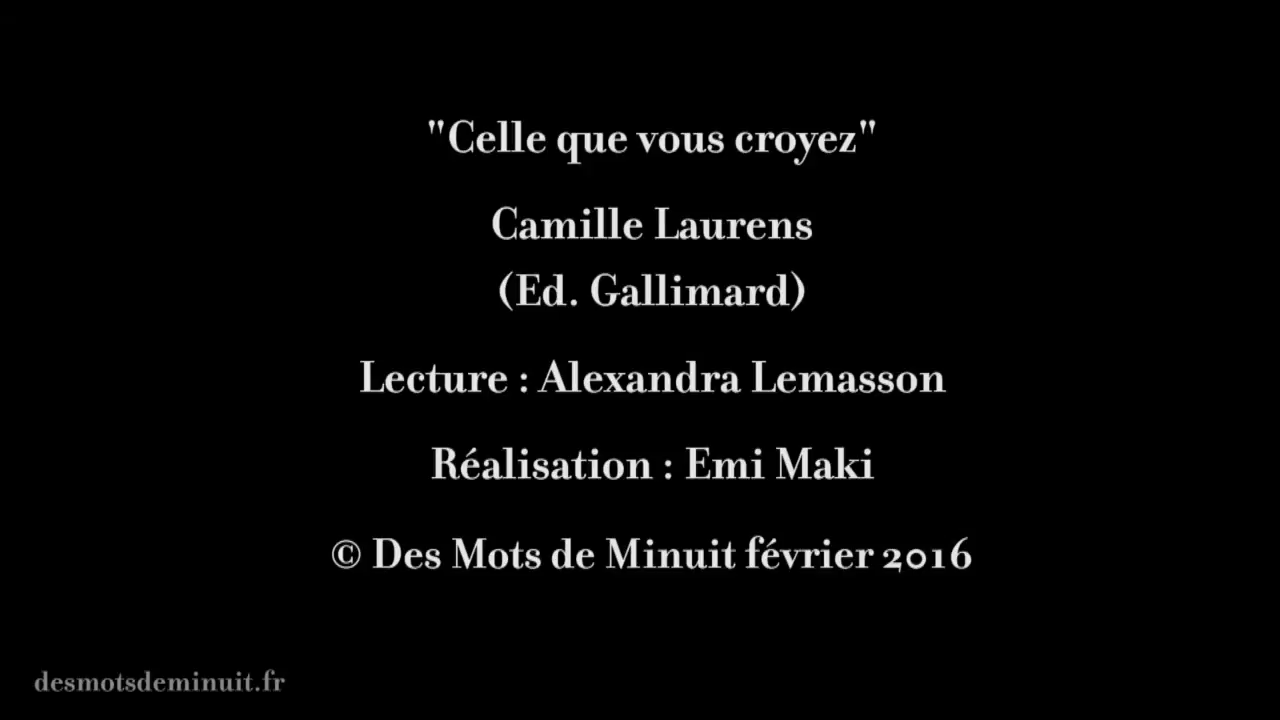 "Celle que vous croyez"
Camille Laurens
(Ed. Gallimard)
Lecture : Alexandra Lemasson
Réalisation : Emi Maki
© Des Mots de Minuit février 2016
desmotsdeminuit.fr